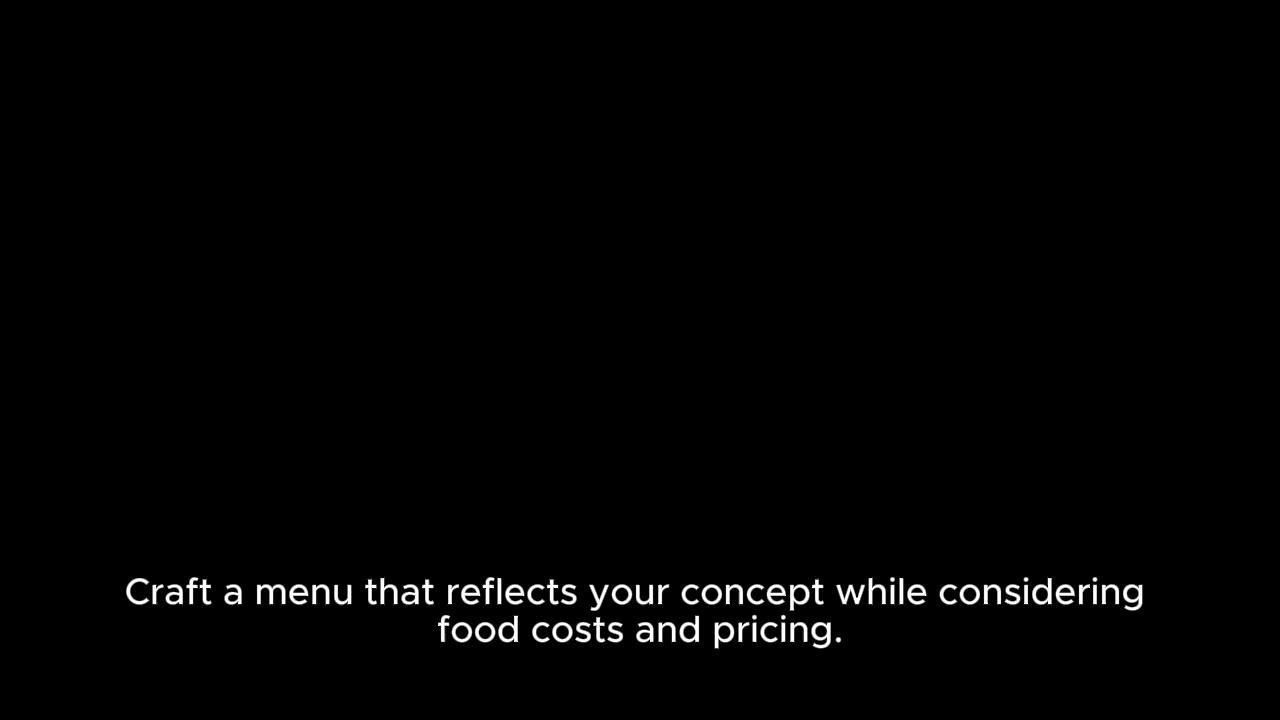 Craft a menu that reflects your concept while considering
food costs and pricing.